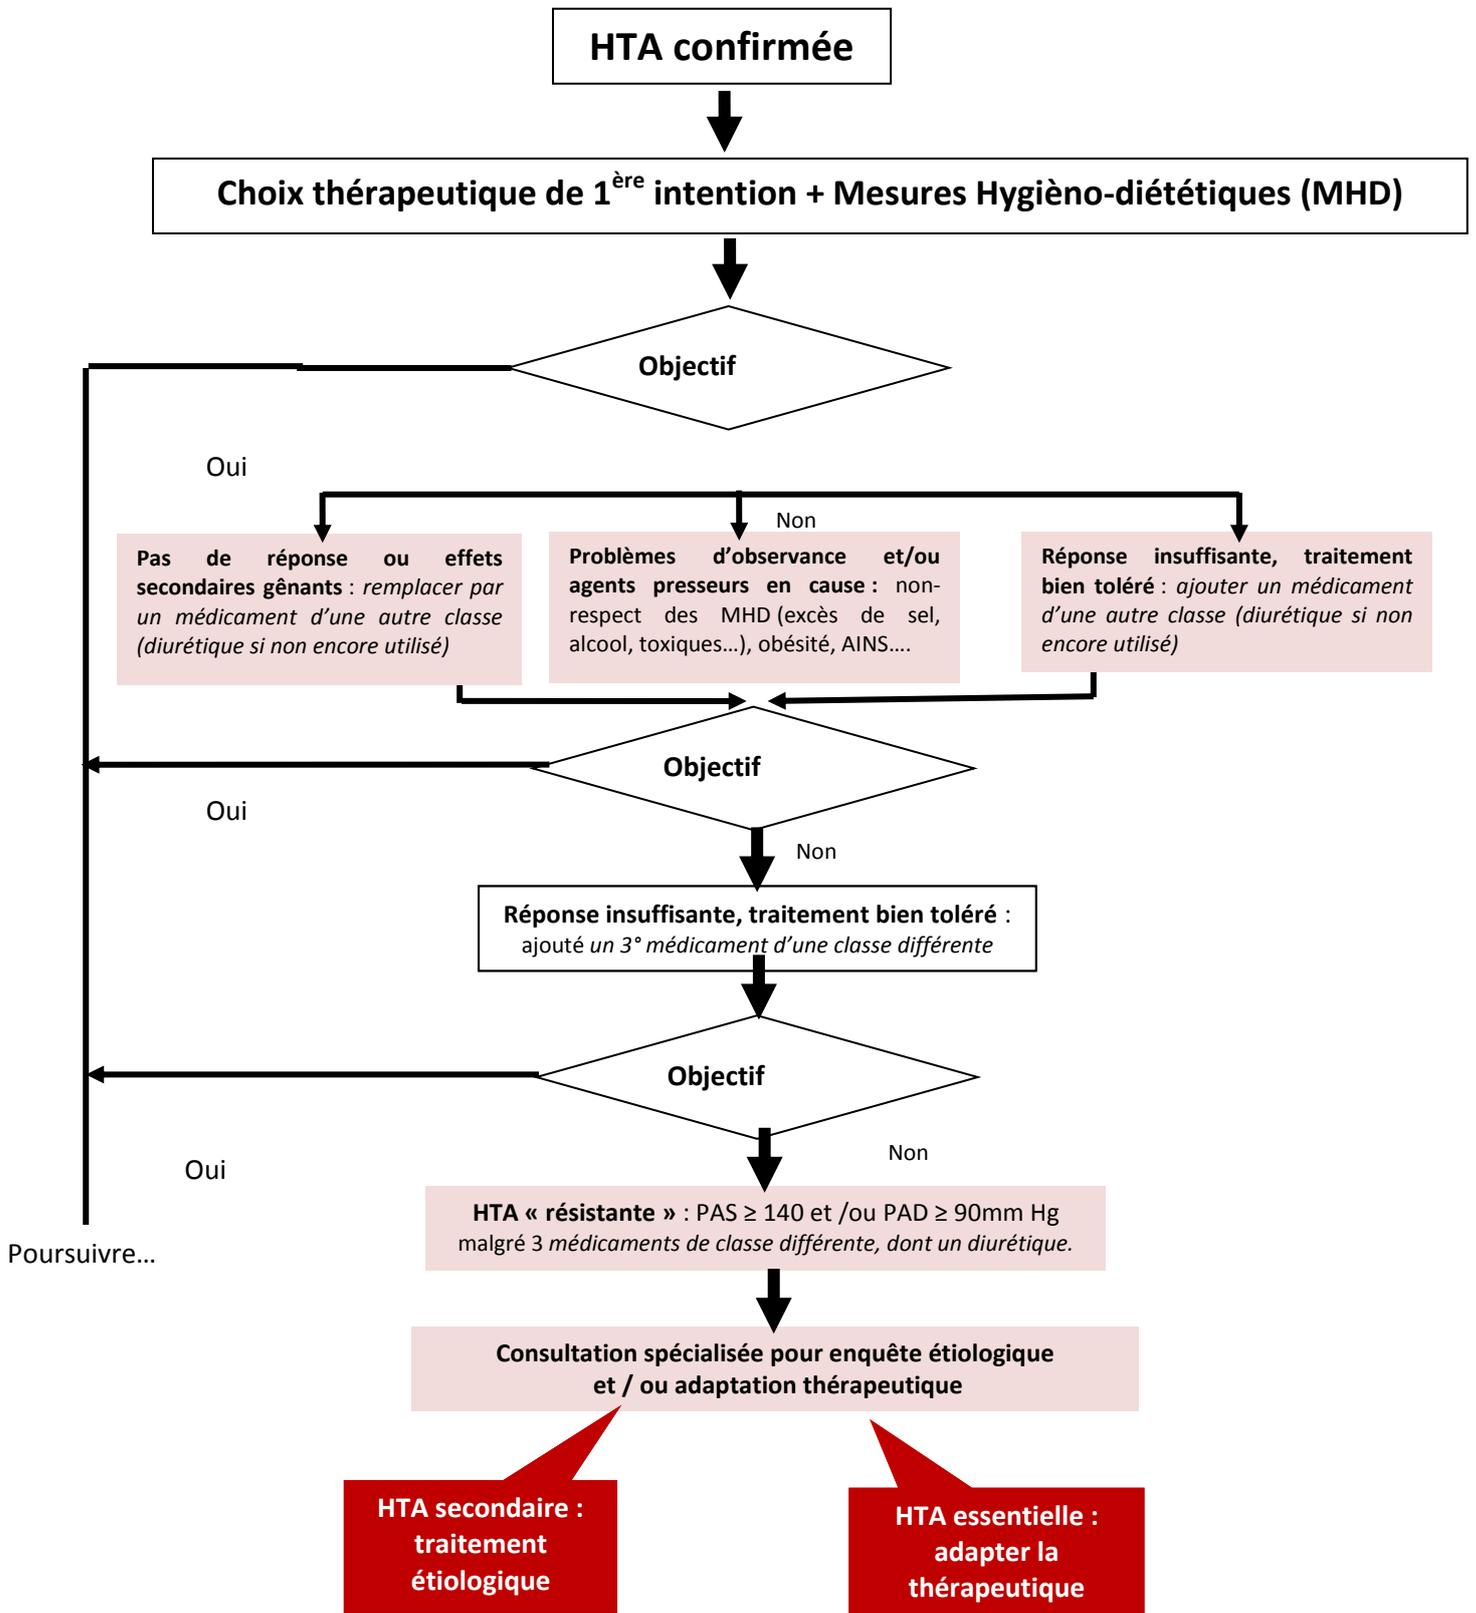 HTA confirmée
Choix thérapeutique de 1ère intention + Mesures Hygièno-diététiques (MHD)
Objectif
Oui
Non
Pas de réponse ou effets
secondaires gênants : remplacer par
un médicament d’une autre classe
(diurétique si non encore utilisé)
Problèmes d’observance et/ou
agents presseurs en cause : non-
respect des MHD (excès de sel,
alcool, toxiques…), obésité, AINS….
Réponse insuffisante, traitement
bien toléré : ajouter un médicament
d’une autre classe (diurétique si non
encore utilisé)
Objectif
Oui
Non
Réponse insuffisante, traitement bien toléré :
ajouté un 3° médicament d’une classe différente
Objectif
Non
Oui
HTA « résistante » : PAS ≥ 140 et /ou PAD ≥ 90mm Hg
malgré 3 médicaments de classe différente, dont un diurétique.
Poursuivre…
Consultation spécialisée pour enquête étiologique
et / ou adaptation thérapeutique
HTA secondaire :
traitement
étiologique
HTA essentielle :
adapter la
thérapeutique